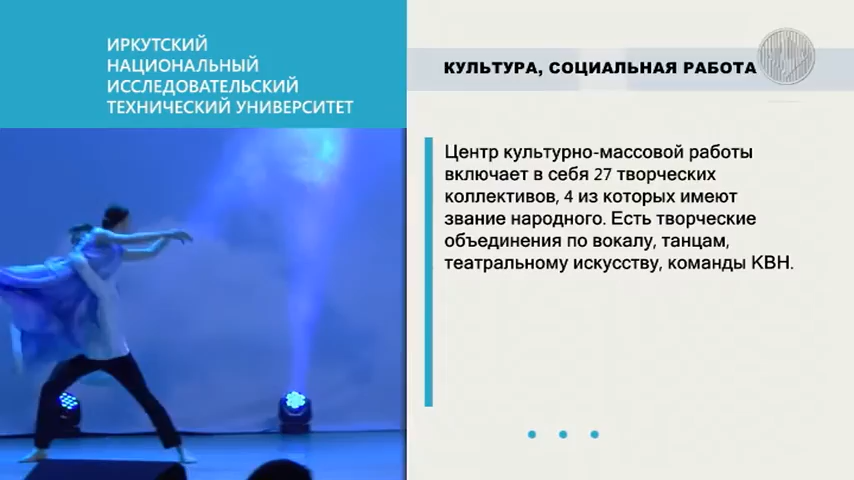 ИРКУТСКИЙ
НАЦИОНАЛЬНЫЙ
ИССЛЕДОВАТЕЛЬСКИЙ
ТЕХНИЧЕСКИЙ УНИВЕРСИТЕТ
КУЛЬТУРА, СОЦИАЛЬНАЯ РАБОТА
Центр культурно-массовой работы
включает в себя 27 творческих
коллективов, 4 из которых имеют
звание народного. Есть творческие
объединения по вокалу, танцам,
театральному искусству, команды КВН.